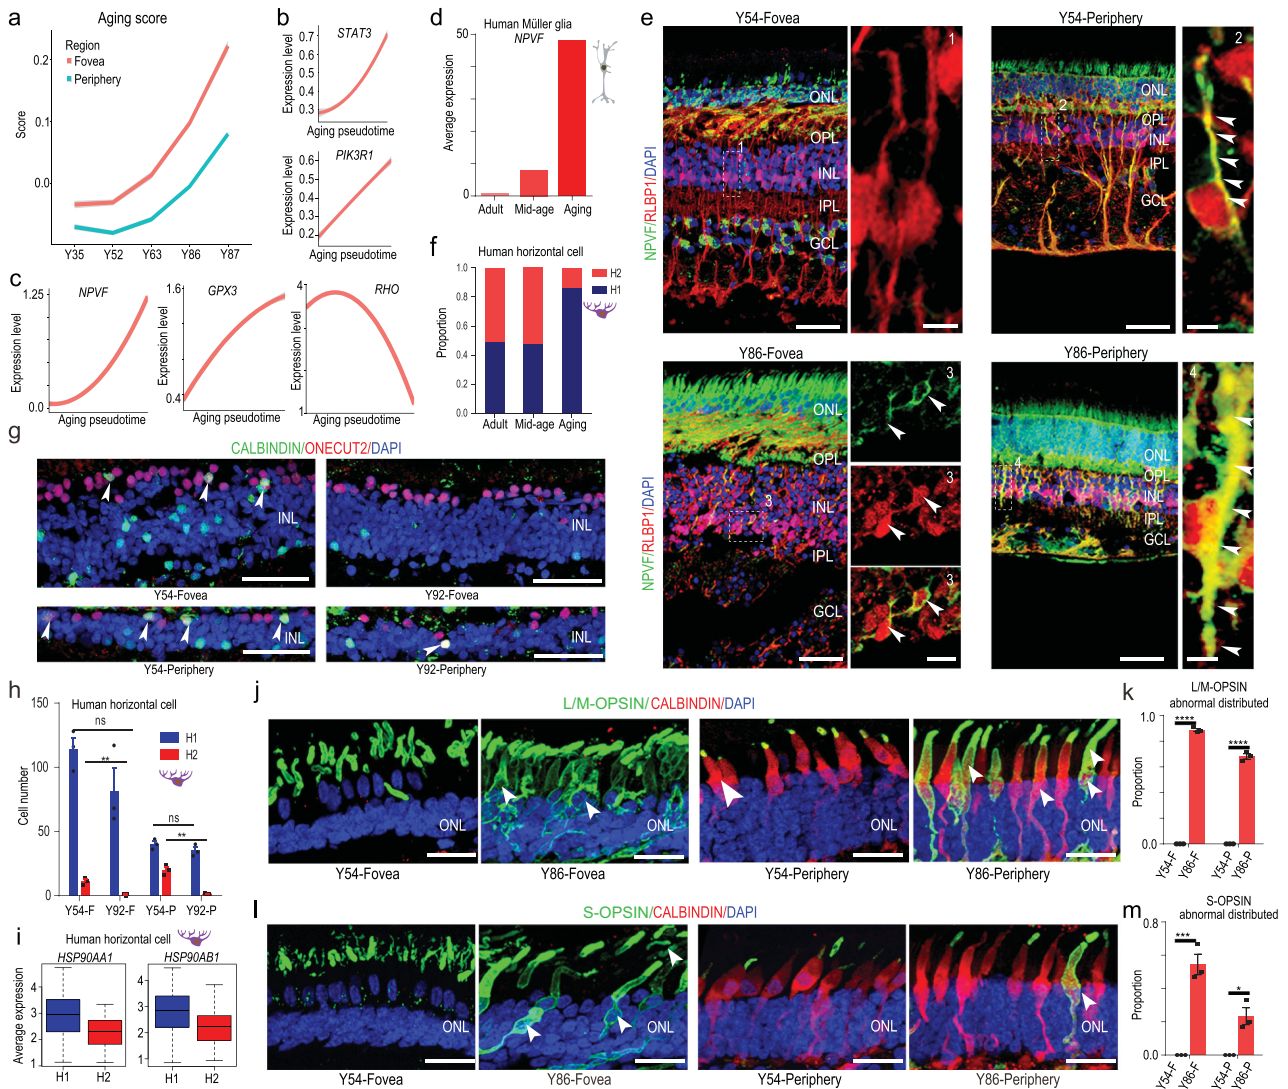 a
Aging score
Region
Fovea
Periphery
Score
0.2
0.1
0.0
Y35 Y52 Y63 Y86 Y87
b
STAT3
Expression level
0.7
0.6
0.5
0.4
0.3
Aging pseudotime
PIK3R1
Expression level
0.6
0.5
0.4
0.3
0.2
Aging pseudotime
c
NPVF
Expression level
1.25
0.0
Aging pseudotime
GPX3
Expression level
1.6
0.4
Aging pseudotime
RHO
Expression level
4
1
Aging pseudotime
d
Human Müller glia
NPVF
Average expression
50
0
Adult Mid-age Aging
e
Y54-Fovea
NPVF/RLBP1/DAPI
ONL
OPL
INL
IPL
GCL
1
1
Y54-Periphery
ONL
OPL
INL
IPL
GCL
2
2
Y86-Fovea
NPVF/RLBP1/DAPI
ONL
OPL
INL
IPL
GCL
3
3
3
3
Y86-Periphery
ONL
OPL
INL
IPL
GCL
4
4
f
Human horizontal cell
Proportion
1.0
0.8
0.6
0.4
0.2
0.0
H2
H1
Adult Mid-age Aging
g
CALBINDIN/ONECUT2/DAPI
INL
Y54-Fovea
INL
Y92-Fovea
INL
Y54-Periphery
INL
Y92-Periphery
h
Human horizontal cell
Cell number
150
100
50
0
ns
**
ns
**
H1
H2
Y54-F Y92-F Y54-P Y92-P
i
Human horizontal cell
HSP90AA1
Average expression
4
3
2
1
H1 H2
HSP90AB1
4
3
2
1
H1 H2
j
L/M-OPSIN/CALBINDIN/DAPI
ONL
Y54-Fovea
ONL
Y86-Fovea
ONL
Y54-Periphery
ONL
Y86-Periphery
k
L/M-OPSIN
abnormal distributed
Proportion
1.0
0.0
****
****
Y54-F
Y86-F
Y54-P
Y86-P
l
S-OPSIN/CALBINDIN/DAPI
ONL
Y54-Fovea
ONL
Y86-Fovea
ONL
Y54-Periphery
ONL
Y86-Periphery
m
S-OPSIN
abnormal distributed
Proportion
0.8
0.0
***
*
Y54-F
Y86-F
Y54-P
Y86-P